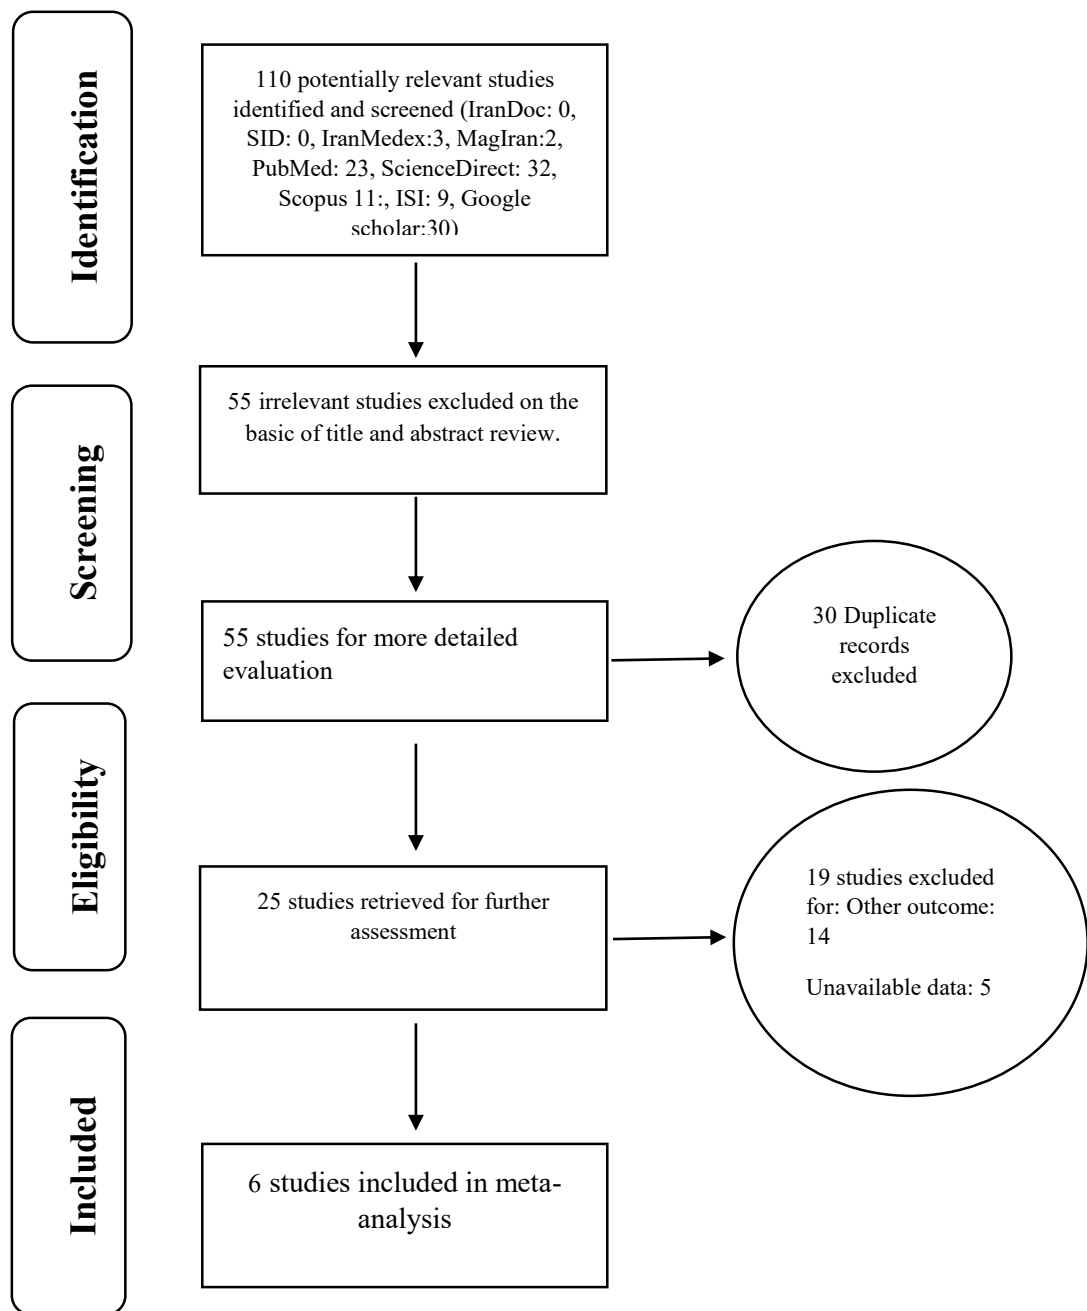 Identification
110 potentially relevant studies
identified and screened (IranDoc: 0,
SID: 0, IranMedex:3, MagIran:2,
PubMed: 23, ScienceDirect: 32,
Scopus 11:, ISI: 9, Google
scholar:30)
Screening
55 irrelevant studies excluded on the
basic of title and abstract review.
55 studies for more detailed
evaluation
30 Duplicate
records
excluded
Eligibility
25 studies retrieved for further
assessment
19 studies excluded
for: Other outcome:
14
Unavailable data: 5
Included
6 studies included in meta-
analysis